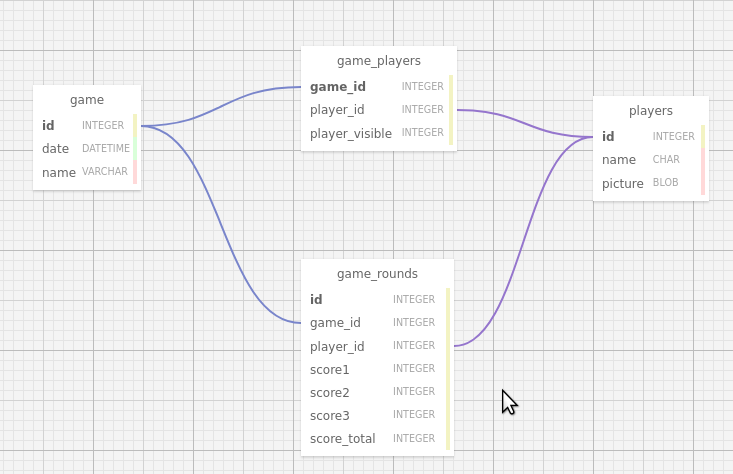 game
id INTEGER
date DATETIME
name VARCHAR
game_players
game_id INTEGER
player_id INTEGER
player_visible INTEGER
players
id INTEGER
name CHAR
picture BLOB
game_rounds
id INTEGER
game_id INTEGER
player_id INTEGER
score1 INTEGER
score2 INTEGER
score3 INTEGER
score_total INTEGER